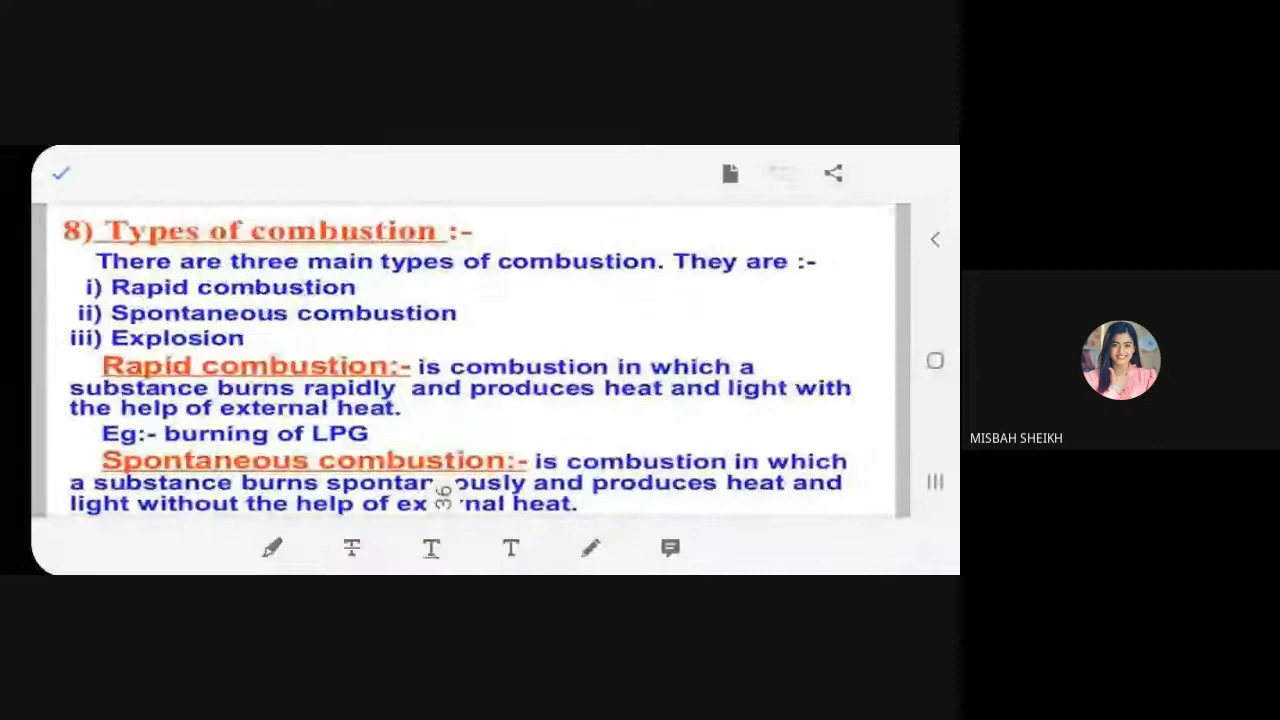 8) Types of combustion :-
There are three main types of combustion. They are :-
i) Rapid combustion
ii) Spontaneous combustion
iii) Explosion
Rapid combustion:- is combustion in which a
substance burns rapidly and produces heat and light with
the help of external heat.
Eg:- burning of LPG
Spontaneous combustion:- is combustion in which
a substance burns and produces heat and
light without the help of heat.
36
MISBAH SHEIKH